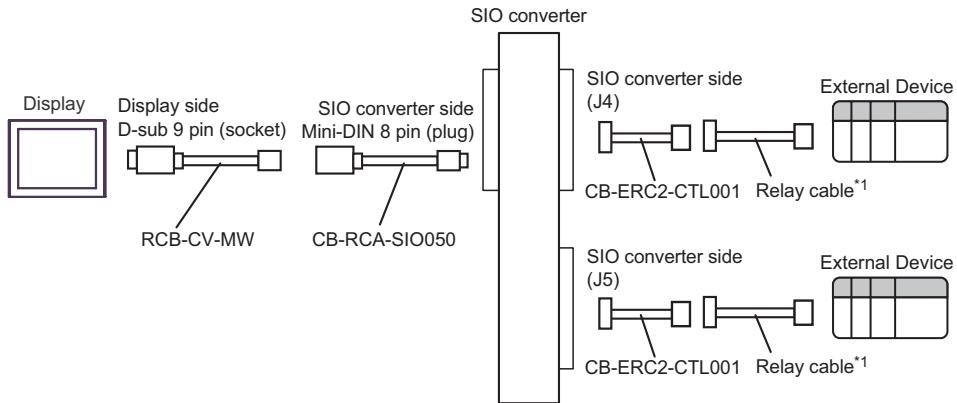 SIO converter
Display
Display side
D-sub 9 pin (socket)
SIO converter side
Mini-DIN 8 pin (plug)
RCB-CV-MW
CB-RCA-SIO050
SIO converter side
(J4)
External Device
CB-ERC2-CTL001
Relay cable*1
SIO converter side
(J5)
External Device
CB-ERC2-CTL001
Relay cable*1